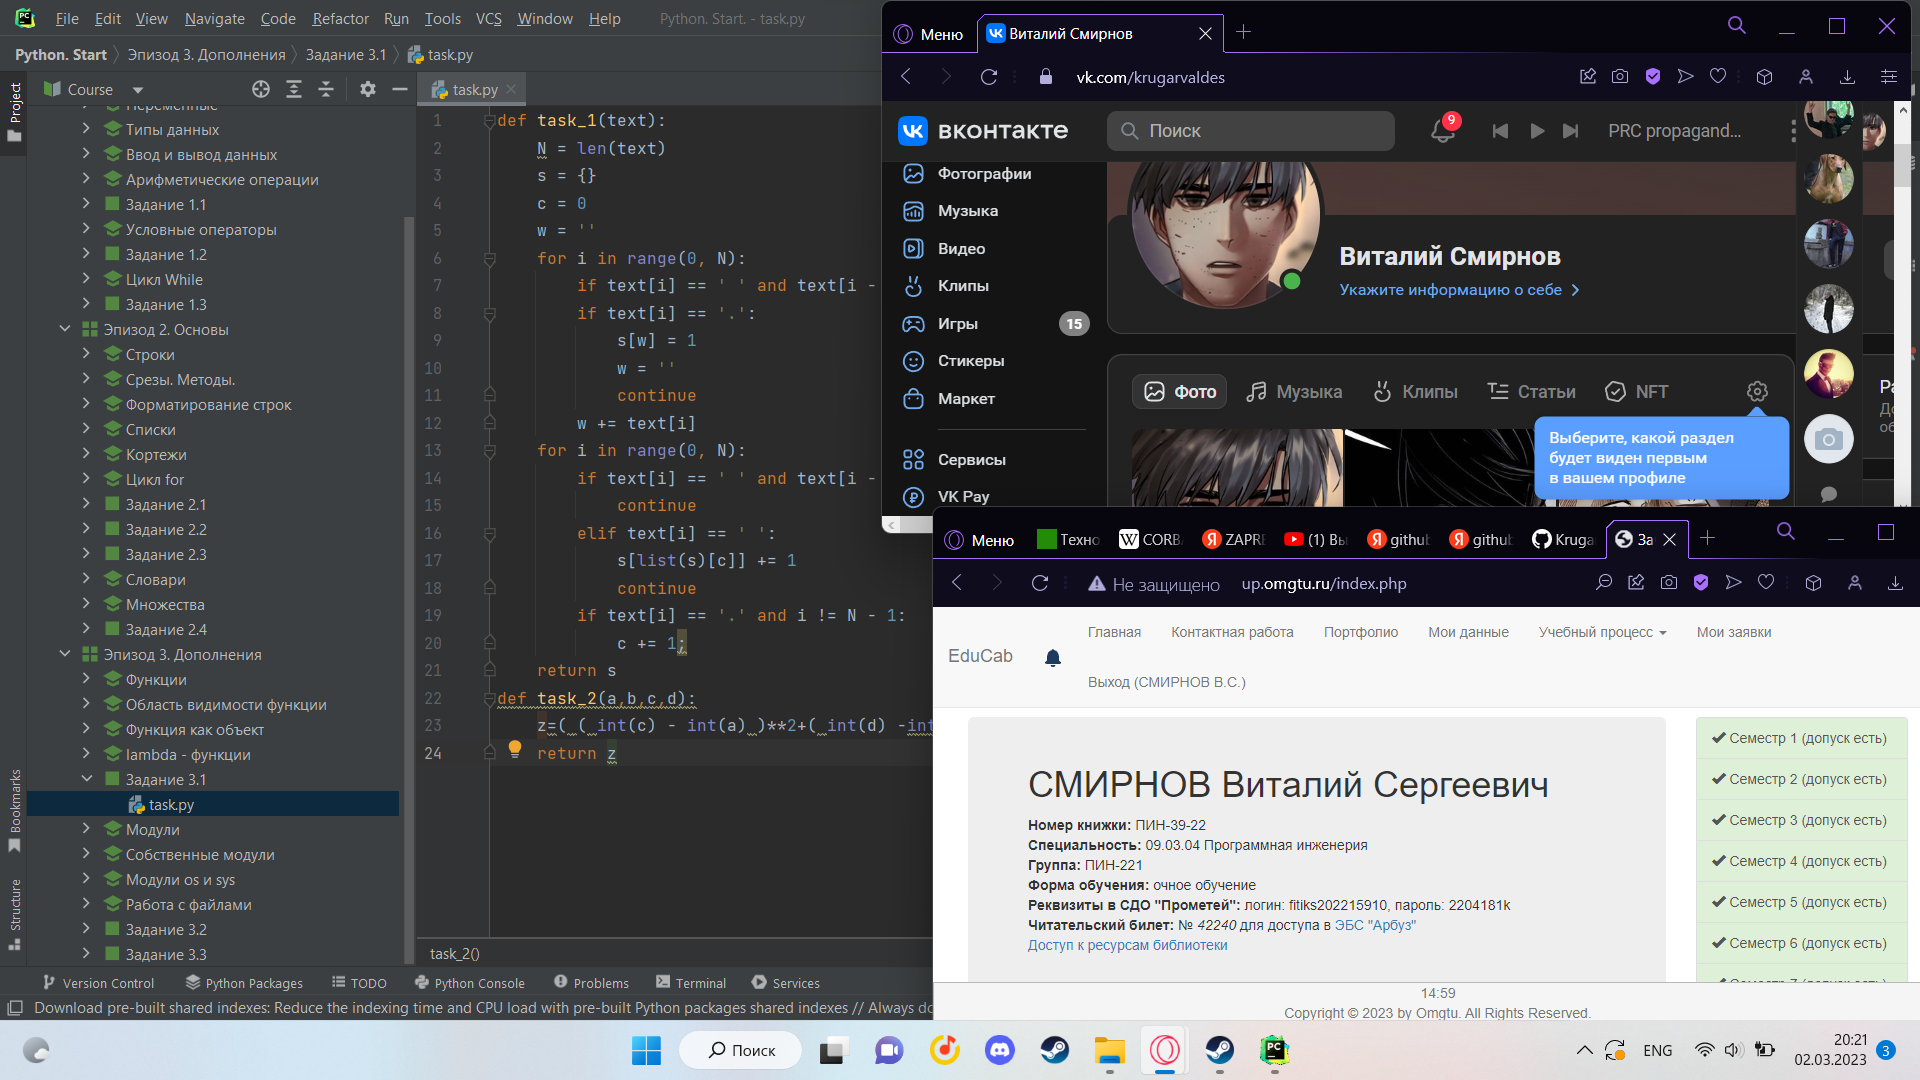 File Edit View Navigate Code Refactor Run Tools VCS Window Help Python. Start. - task.py
Python. Start Эпизод 3. Дополнения Задание 3.1 task.py
Project
Course
Переменные
Типы данных
Ввод и вывод данных
Арифметические операции
Задание 1.1
Условные операторы
Задание 1.2
Цикл While
Задание 1.3
Эпизод 2. Основы
Строки
Срезы. Методы.
Форматирование строк
Списки
Кортежи
Цикл for
Задание 2.1
Задание 2.2
Задание 2.3
Словари
Множества
Задание 2.4
Эпизод 3. Дополнения
Функции
Область видимости функции
Функция как объект
lambda - функции
Задание 3.1
task.py
Модули
Собственные модули
Модули os и sys
Работа с файлами
Задание 3.2
Задание 3.3
Bookmarks
Structure
task.py
1 def task_1(text):
2 N = len(text)
3 s = {}
4 c = 0
5 w = ''
6 for i in range(0, N):
7 if text[i] == ' ' and text[i -
8 if text[i] == '.':
9 s[w] = 1
10 w = ''
11 continue
12 w += text[i]
13 for i in range(0, N):
14 if text[i] == ' ' and text[i -
15 continue
16 elif text[i] == ' ':
17 s[list(s)[c]] += 1
18 continue
19 if text[i] == '.' and i != N - 1:
20 c += 1;
21 return s
22 def task_2(a,b,c,d):
23 z=( ( int(c) - int(a) )**2+( int(d) -int
24 return z
task_2()
Version Control Python Packages TODO Python Console Problems Terminal Services
Download pre-built shared indexes: Reduce the indexing time and CPU load with pre-built Python packages shared indexes // Always do
Меню Виталий Смирнов
vk.com/krugarvaldes
вконтакте Поиск 9 PRC propagand...
Фотографии
Музыка
Видео
Клипы
Игры 15
Стикеры
Маркет
Сервисы
VK Pay
Виталий Смирнов
Укажите информацию о себе
Фото Музыка Клипы Статьи NFT
Выберите, какой раздел
будет виден первым
в вашем профиле
Меню Техно CORB ZAPRE (1) Вы github github Kruga За
Не защищено up.omgtu.ru/index.php
EduCab
Главная Контактная работа Портфолио Мои данные Учебный процесс Мои заявки
Выход (СМИРНОВ В.С.)
СМИРНОВ Виталий Сергеевич
Номер книжки: ПИН-39-22
Специальность: 09.03.04 Программная инженерия
Группа: ПИН-221
Форма обучения: очное обучение
Реквизиты в СДО "Прометей": логин: fitiks202215910, пароль: 2204181k
Читательский билет: № 42240 для доступа в ЭБС "Арбуз"
Доступ к ресурсам библиотеки
Семестр 1 (допуск есть)
Семестр 2 (допуск есть)
Семестр 3 (допуск есть)
Семестр 4 (допуск есть)
Семестр 5 (допуск есть)
Семестр 6 (допуск есть)
14:59
Copyright © 2023 by Omgtu. All Rights Reserved.
Поиск
ENG
20:21
02.03.2023
3